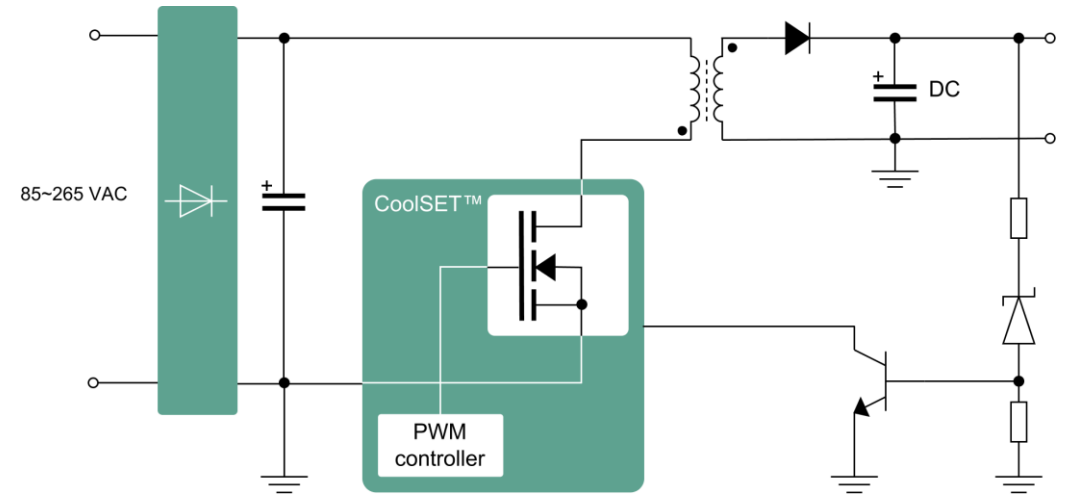 DC
85~265 VAC
CoolSET™
PWM
controller
+
+